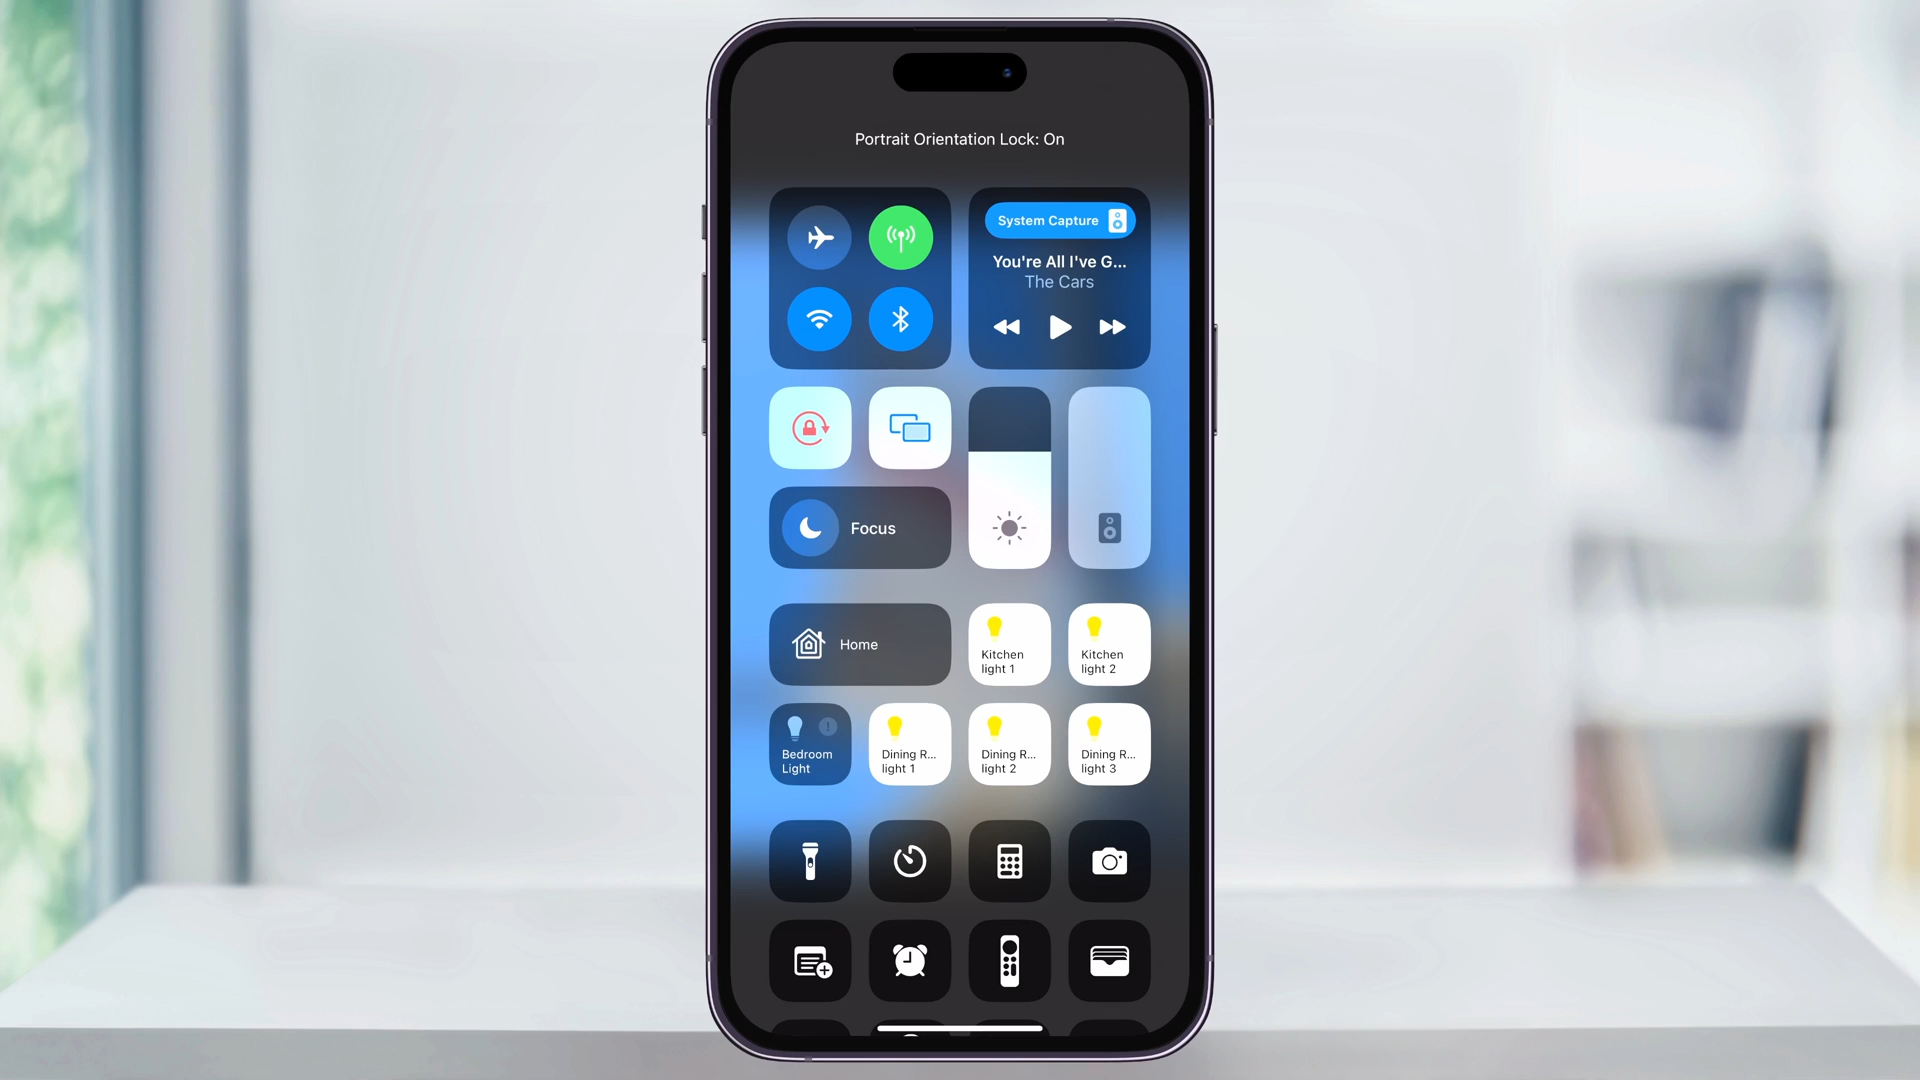 Portrait Orientation Lock: On
System Capture
You're All I've G...
The Cars
Focus
Home
Kitchen
light 1
Kitchen
light 2
Bedroom
Light
Dining R...
light 1
Dining R...
light 2
Dining R...
light 3